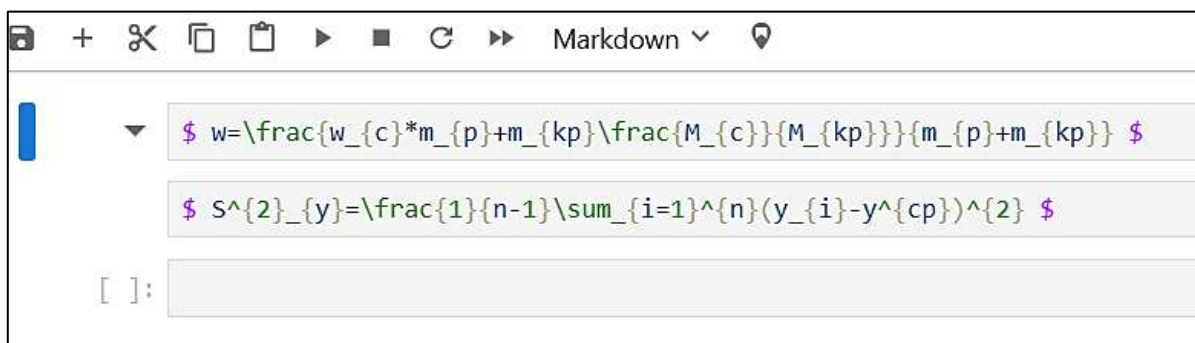 Markdown
$ w=\frac{w_{c}*m_{p}+m_{kp}\frac{M_{c}}{M_{kp}}}{m_{p}+m_{kp}} $
$ S^{2}_{y}=\frac{1}{n-1}\sum_{i=1}^{n}(y_{i}-y^{cp})^{2} $
[ ]: